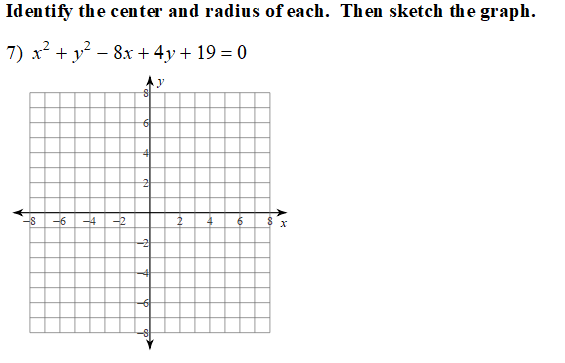 Identify the center and radius of each. Then sketch the graph.
7) x² + y² – 8x + 4y + 19 = 0
y
8
6
4
2
–8 –6 –4 –2 2 4 6 8 x
–2
–4
–6
–8